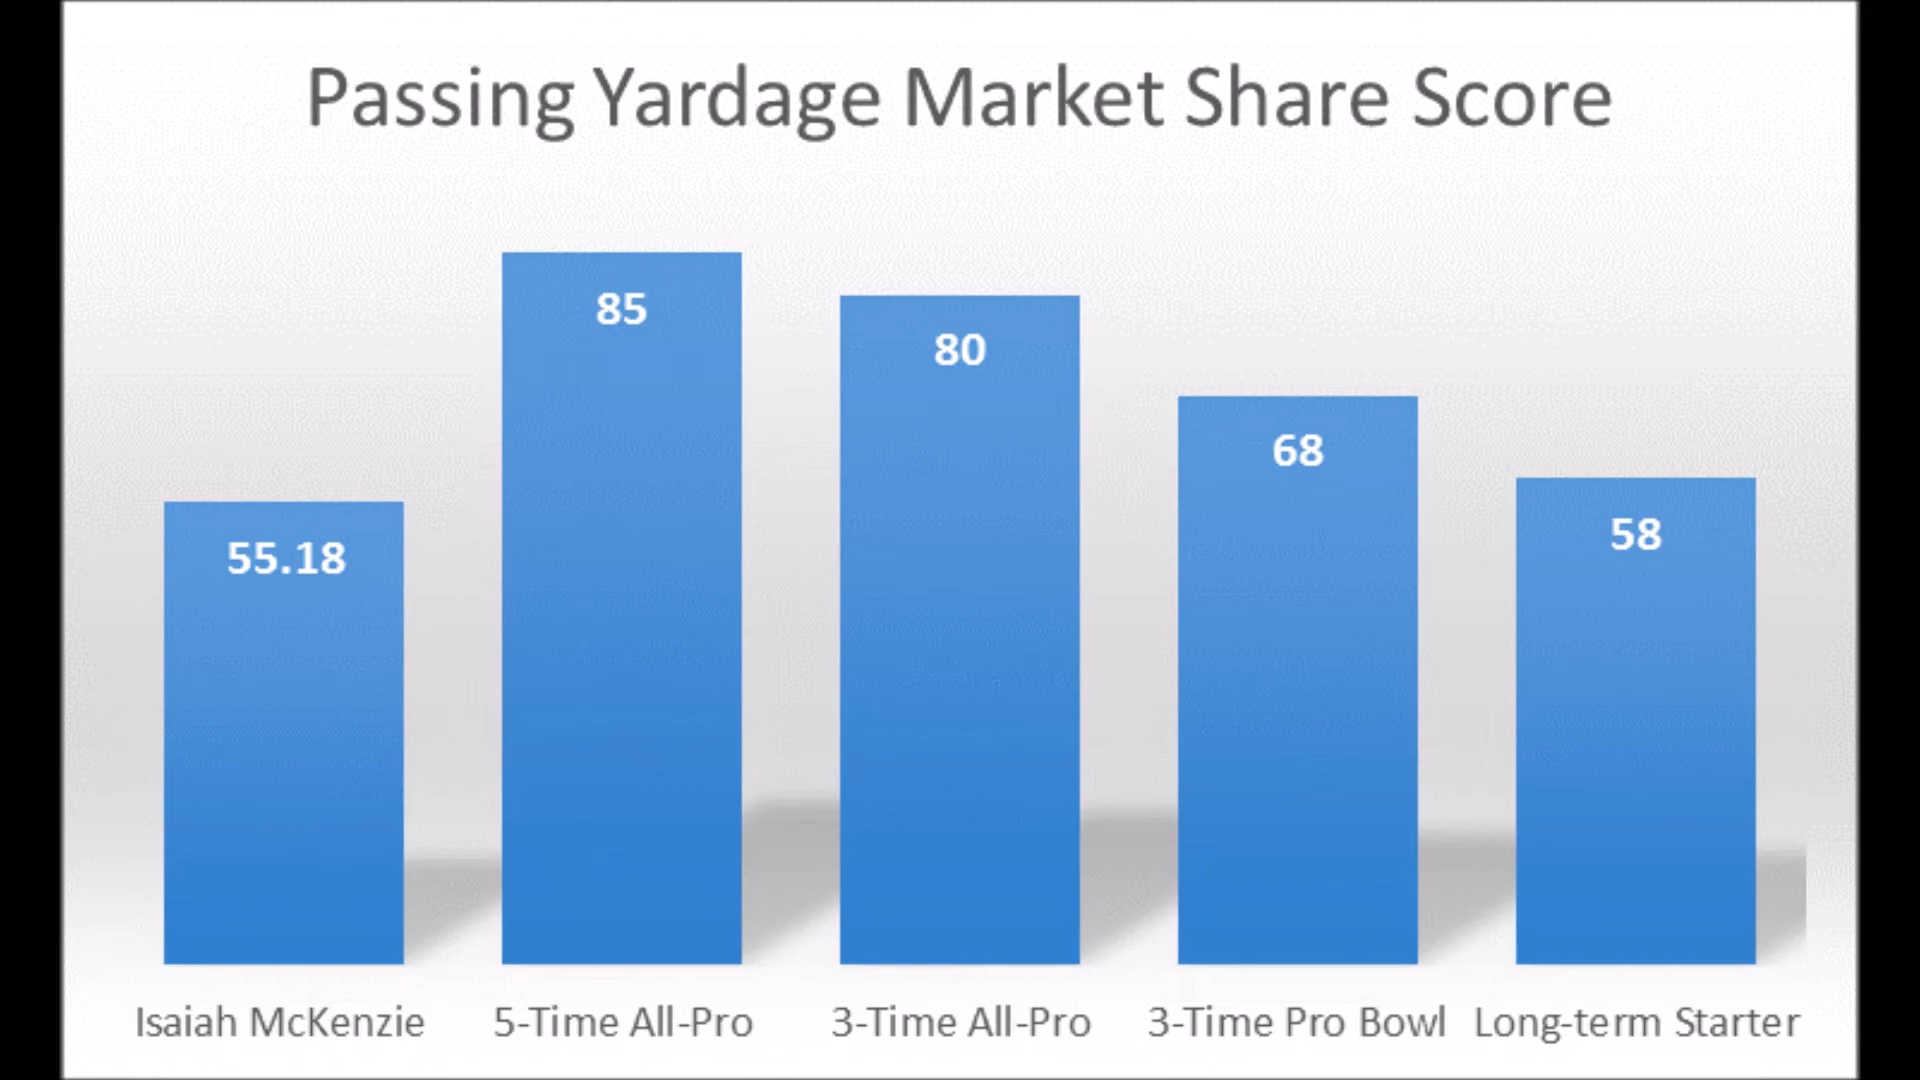 Passing Yardage Market Share Score
85
80
68
58
55.18
Isaiah McKenzie
5-Time All-Pro
3-Time All-Pro
3-Time Pro Bowl
Long-term Starter